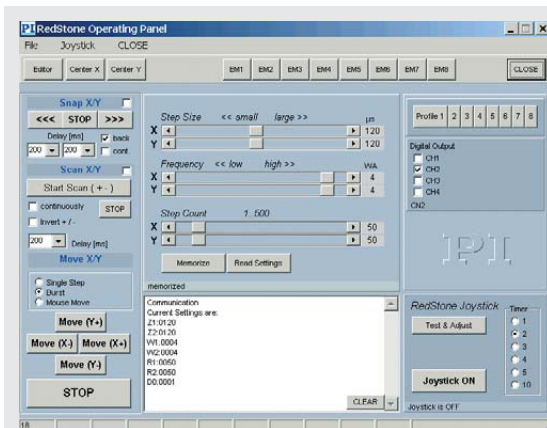 PI RedStone Operating Panel
File Joystick CLOSE
Editor Center X Center Y EM1 EM2 EM3 EM4 EM5 EM6 EM7 EM8 CLOSE
Snap X/Y
<<< STOP >>>
Delay [ms] back
200 200 cont.
Scan X/Y
Start Scan ( + - )
continuously STOP
Invert + / -
200 Delay [ms]
Move X/Y
Single Step
Burst
Mouse Move
Move (Y+)
Move (X-) Move (X+)
Move (Y-)
STOP
18
Step Size << small large >> µs
X 120
Y 120
Frequency << low high >> WA
X 4
Y 4
Step Count 1..500
X 50
Y 50
Memorize Read Settings
memorized
Communication
Current Settings are:
Z1:0120
Z2:0120
W1:0004
W2:0004
R1:0050
R2:0050
D0:0001
CLEAR
Profile 1 2 3 4 5 6 7 8
Digital Output
CH1
CH2
CH3
CH4
CN2
PI
RedStone Joystick Timer
Test & Adjust
1
2
3
4
5
10
Joystick ON
Joystick is OFF